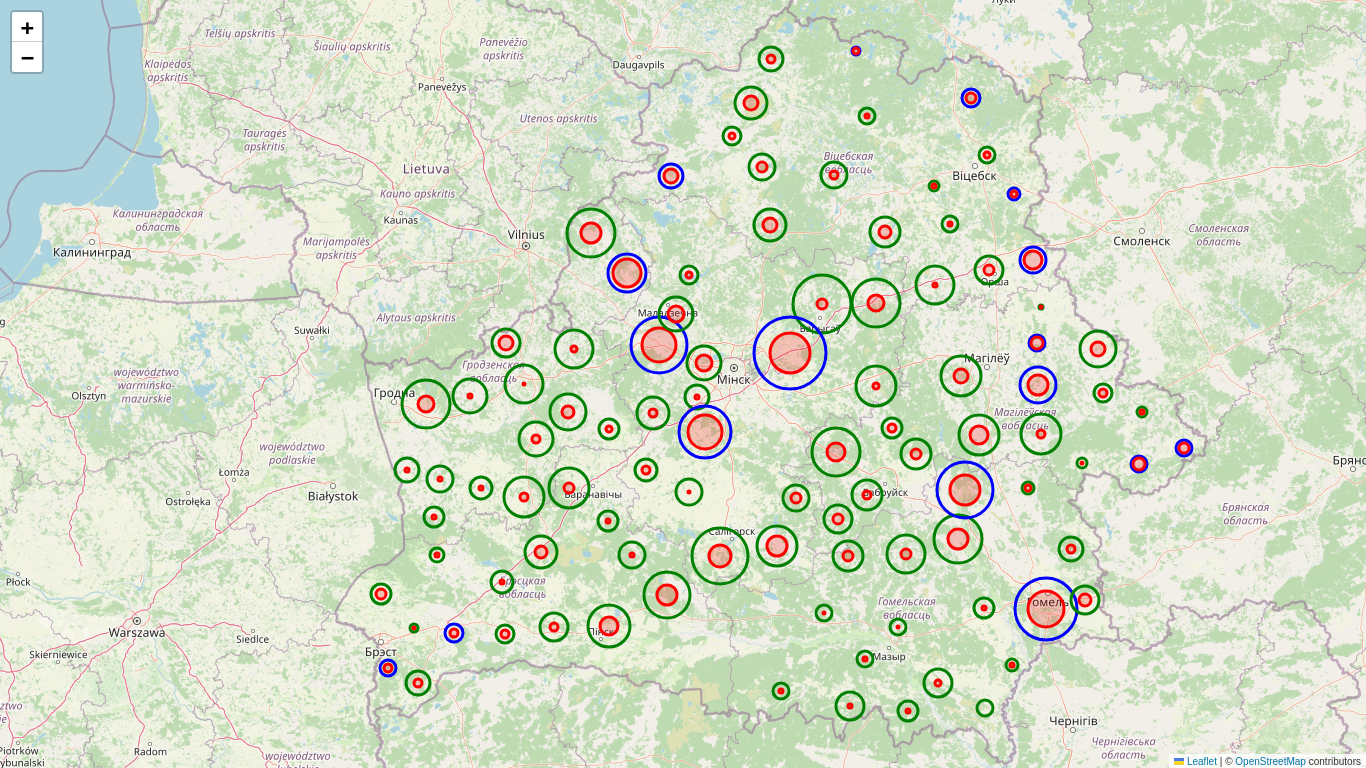 +
−
Telšių apskritis
Šiaulių apskritis
Panevėžio
apskritis
Луки
Klaipėdos
apskritis
Daugavpils
Panevėžys
Utenos apskritis
Tauragės
apskritis
Lietuva
Kauno apskritis
Kaunas
Віцебская
вобласць
Віцебск
Калининградская
область
Калининград
Marijampolės
apskritis
Vilnius
Смоленск
Смоленская
область
Орша
Alytaus apskritis
Suwałki
Маладзечна
Барысаў
Мінск
Магілёў
Гродзенская
вобласць
Гродна
województwo
warmińsko-
mazurskie
Olsztyn
Магілёўская
вобласць
województwo
podlaskie
Łomża
Ostrołęka
Białystok
Баранавічы
Бабруйск
Салігорск
Брянская
область
Płock
Брэсцкая
вобласць
Гомельская
вобласць
Гомель
Warszawa
Siedlce
Skierniewice
Брэст
Пінск
Мазыр
Чернігів
Чернігівська
область
Radom
województwo
Piotrków
Leaflet | © OpenStreetMap contributors